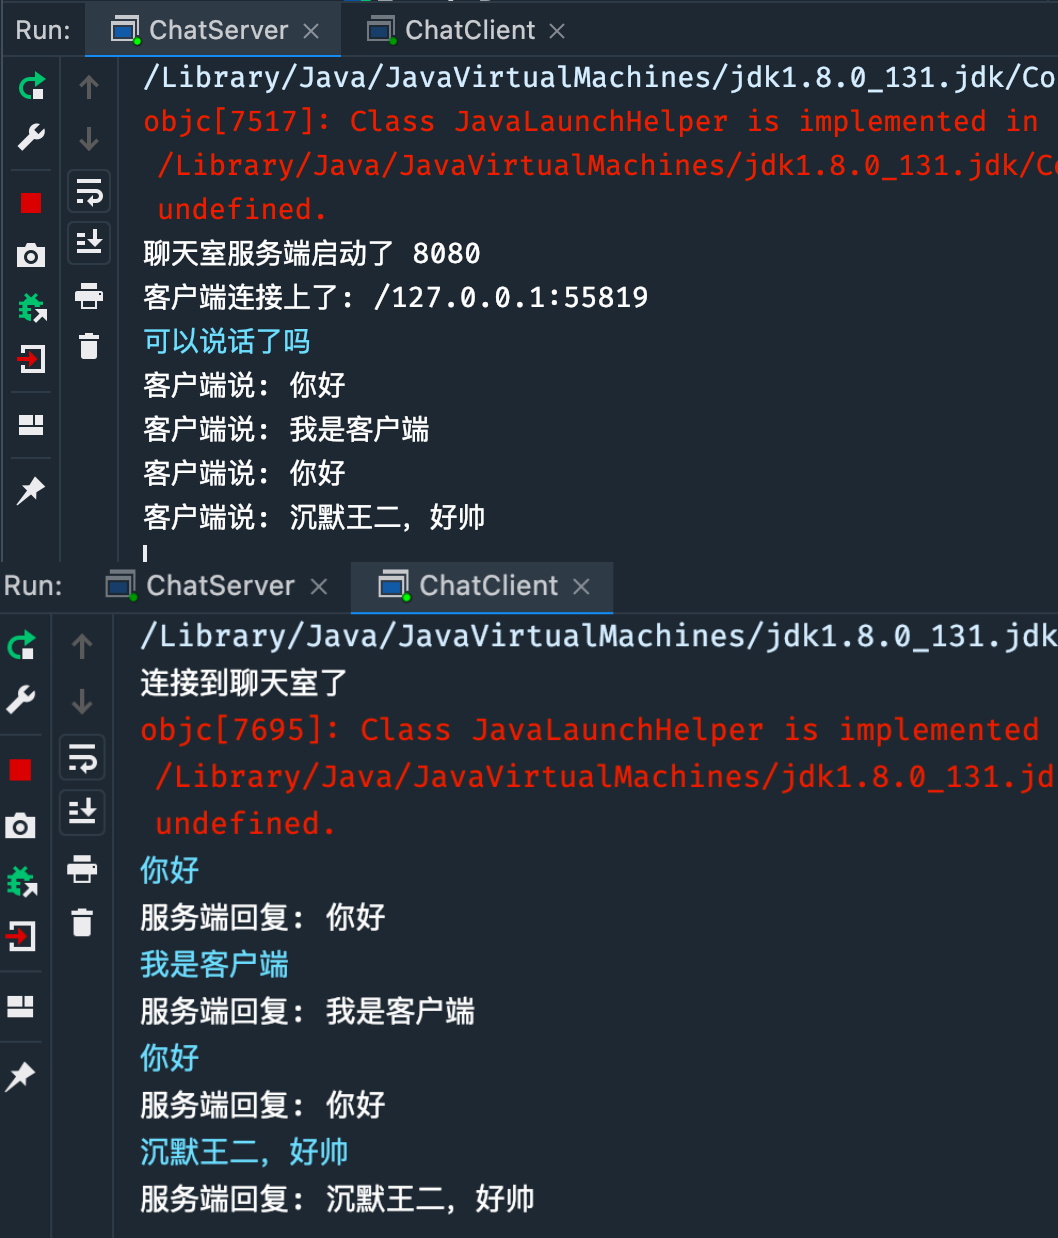 Run: ChatServer × ChatClient ×
/Library/Java/JavaVirtualMachines/jdk1.8.0_131.jdk/Co
objc[7517]: Class JavaLaunchHelper is implemented in
/Library/Java/JavaVirtualMachines/jdk1.8.0_131.jdk/Co
undefined.
聊天室服务端启动了 8080
客户端连接上了: /127.0.0.1:55819
可以说话了吗
客户端说: 你好
客户端说: 我是客户端
客户端说: 你好
客户端说: 沉默王二，好帅
Run: ChatServer × ChatClient ×
/Library/Java/JavaVirtualMachines/jdk1.8.0_131.jdk
连接到聊天室了
objc[7695]: Class JavaLaunchHelper is implemented
/Library/Java/JavaVirtualMachines/jdk1.8.0_131.jd
undefined.
你好
服务端回复: 你好
我是客户端
服务端回复: 我是客户端
你好
服务端回复: 你好
沉默王二，好帅
服务端回复: 沉默王二，好帅